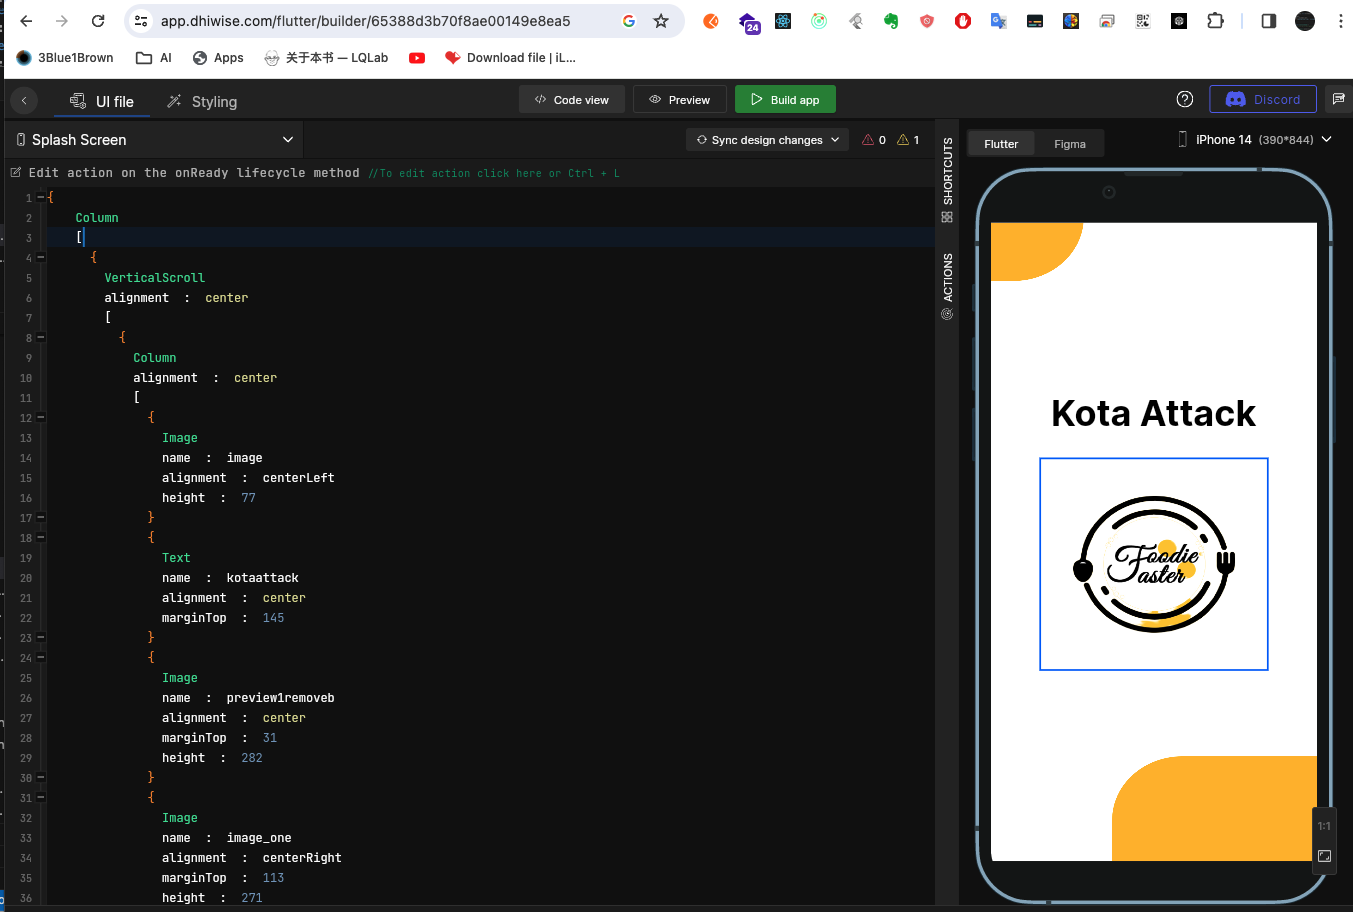 app.dhiwise.com/flutter/builder/65388d3b70f8ae00149e8ea5
24
3Blue1Brown AI Apps 关于本书 — LQLab Download file | iL...
UI file Styling Code view Preview Build app Discord
Splash Screen Sync design changes 0 1
Edit action on the onReady lifecycle method //To edit action click here or Ctrl + L
1 {
2 Column
3 [
4 {
5 VerticalScroll
6 alignment : center
7 [
8 {
9 Column
10 alignment : center
11 [
12 {
13 Image
14 name : image
15 alignment : centerLeft
16 height : 77
17 }
18 {
19 Text
20 name : kotaattack
21 alignment : center
22 marginTop : 145
23 }
24 {
25 Image
26 name : preview1removeb
27 alignment : center
28 marginTop : 31
29 height : 282
30 }
31 {
32 Image
33 name : image_one
34 alignment : centerRight
35 marginTop : 113
36 height : 271
SHORTCUTS
ACTIONS
Flutter Figma iPhone 14 (390*844)
Kota Attack
Foodie
Taster
1:1